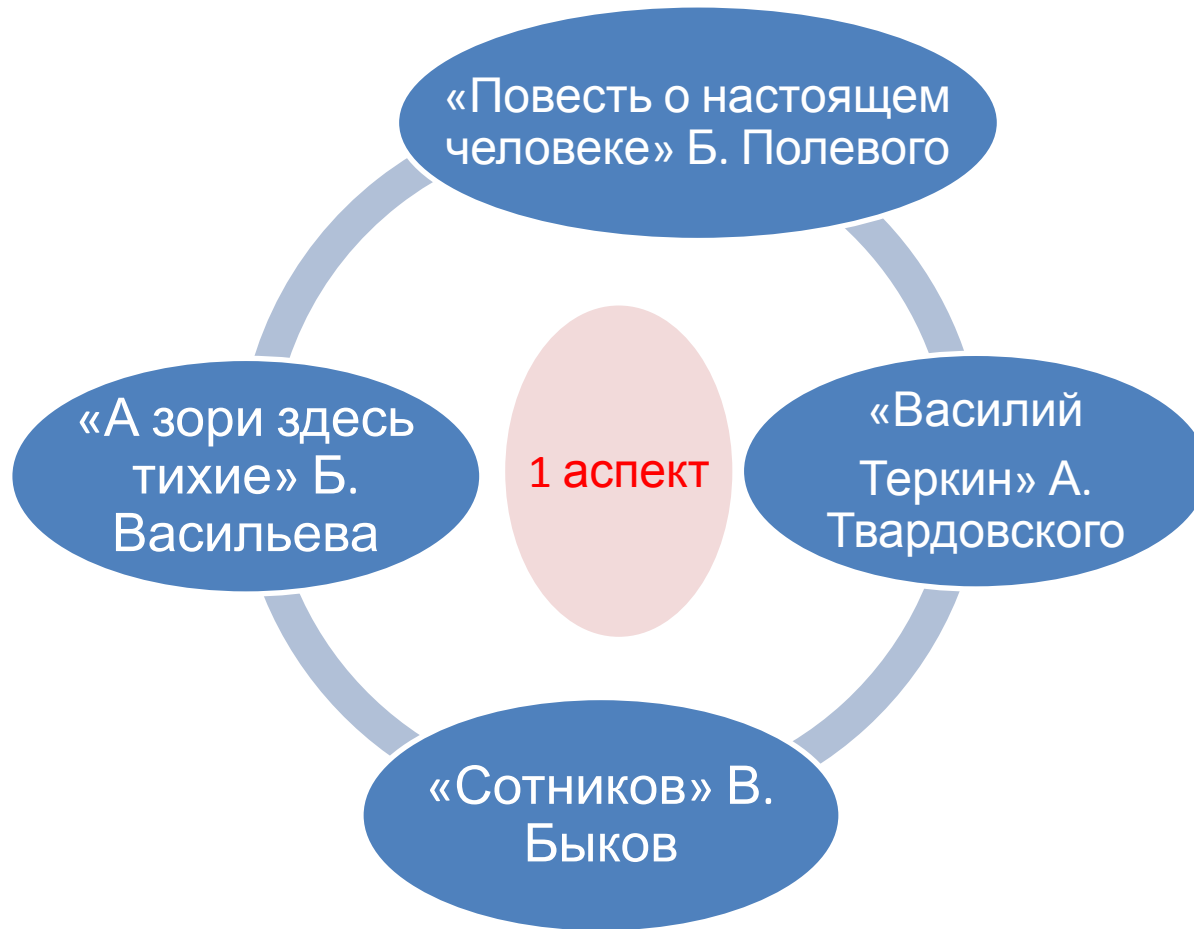 «Повесть о настоящем
человеке» Б. Полевого
«А зори здесь
тихие» Б.
Васильева
1 аспект
«Василий
Теркин» А.
Твардовского
«Сотников» В.
Быков